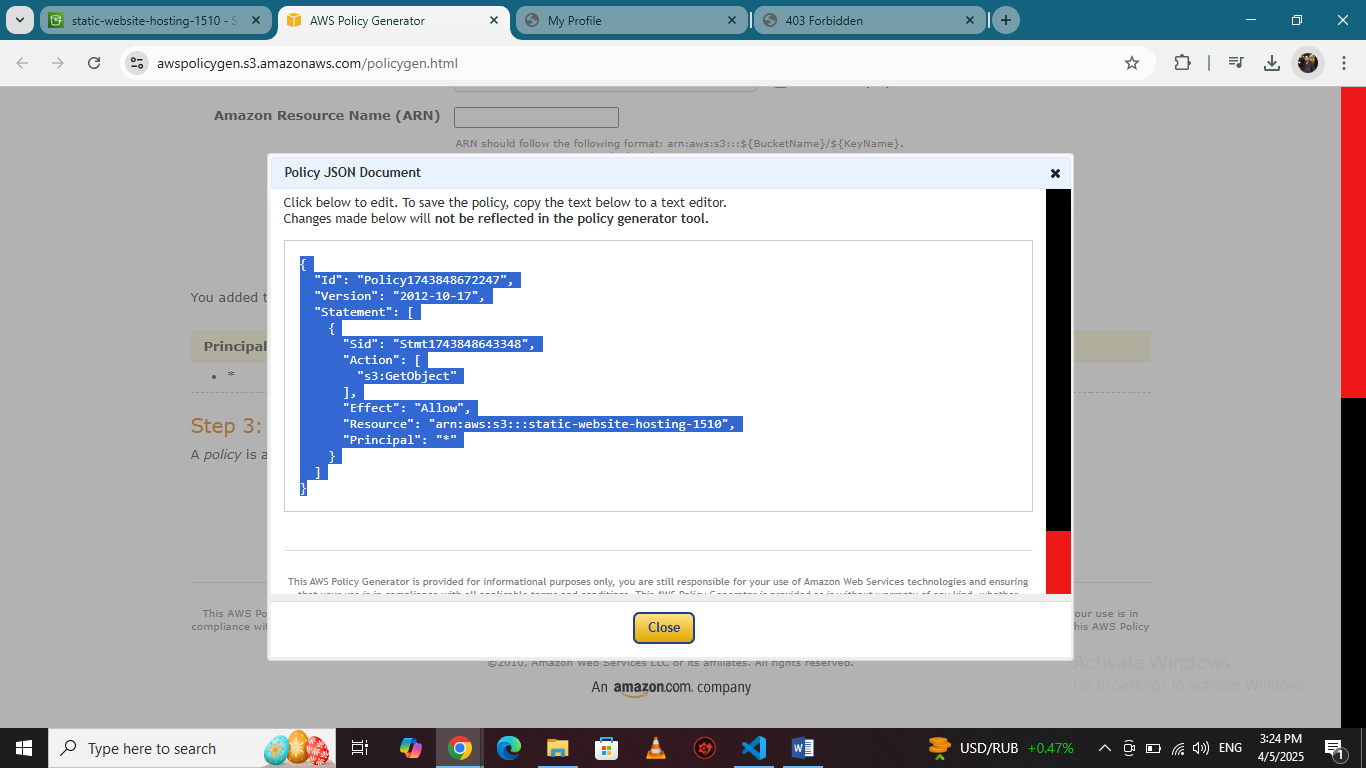 static-website-hosting-1510 - S
AWS Policy Generator
My Profile
403 Forbidden
awspolicygen.s3.amazonaws.com/policygen.html
Amazon Resource Name (ARN)
ARN should follow the following format: arn:aws:s3:::${BucketName}/${KeyName}.
Policy JSON Document
Click below to edit. To save the policy, copy the text below to a text editor.
Changes made below will not be reflected in the policy generator tool.
{
"Id": "Policy1743848672247",
"Version": "2012-10-17",
"Statement": [
{
"Sid": "Stmt1743848643348",
"Action": [
"s3:GetObject"
],
"Effect": "Allow",
"Resource": "arn:aws:s3:::static-website-hosting-1510",
"Principal": "*"
}
]
}
You added t
Principal
• *
Step 3:
A policy is a
This AWS Policy Generator is provided for informational purposes only, you are still responsible for your use of Amazon Web Services technologies and ensuring
This AWS Po
our use is in
compliance wit
his AWS Policy
Close
©2010, Amazon Web Services LLC or its affiliates. All rights reserved.
An amazon.com. company
Activate Windows
Go to Settings to activate Windows.
Type here to search
USD/RUB +0.47%
ENG
3:24 PM
4/5/2025
1